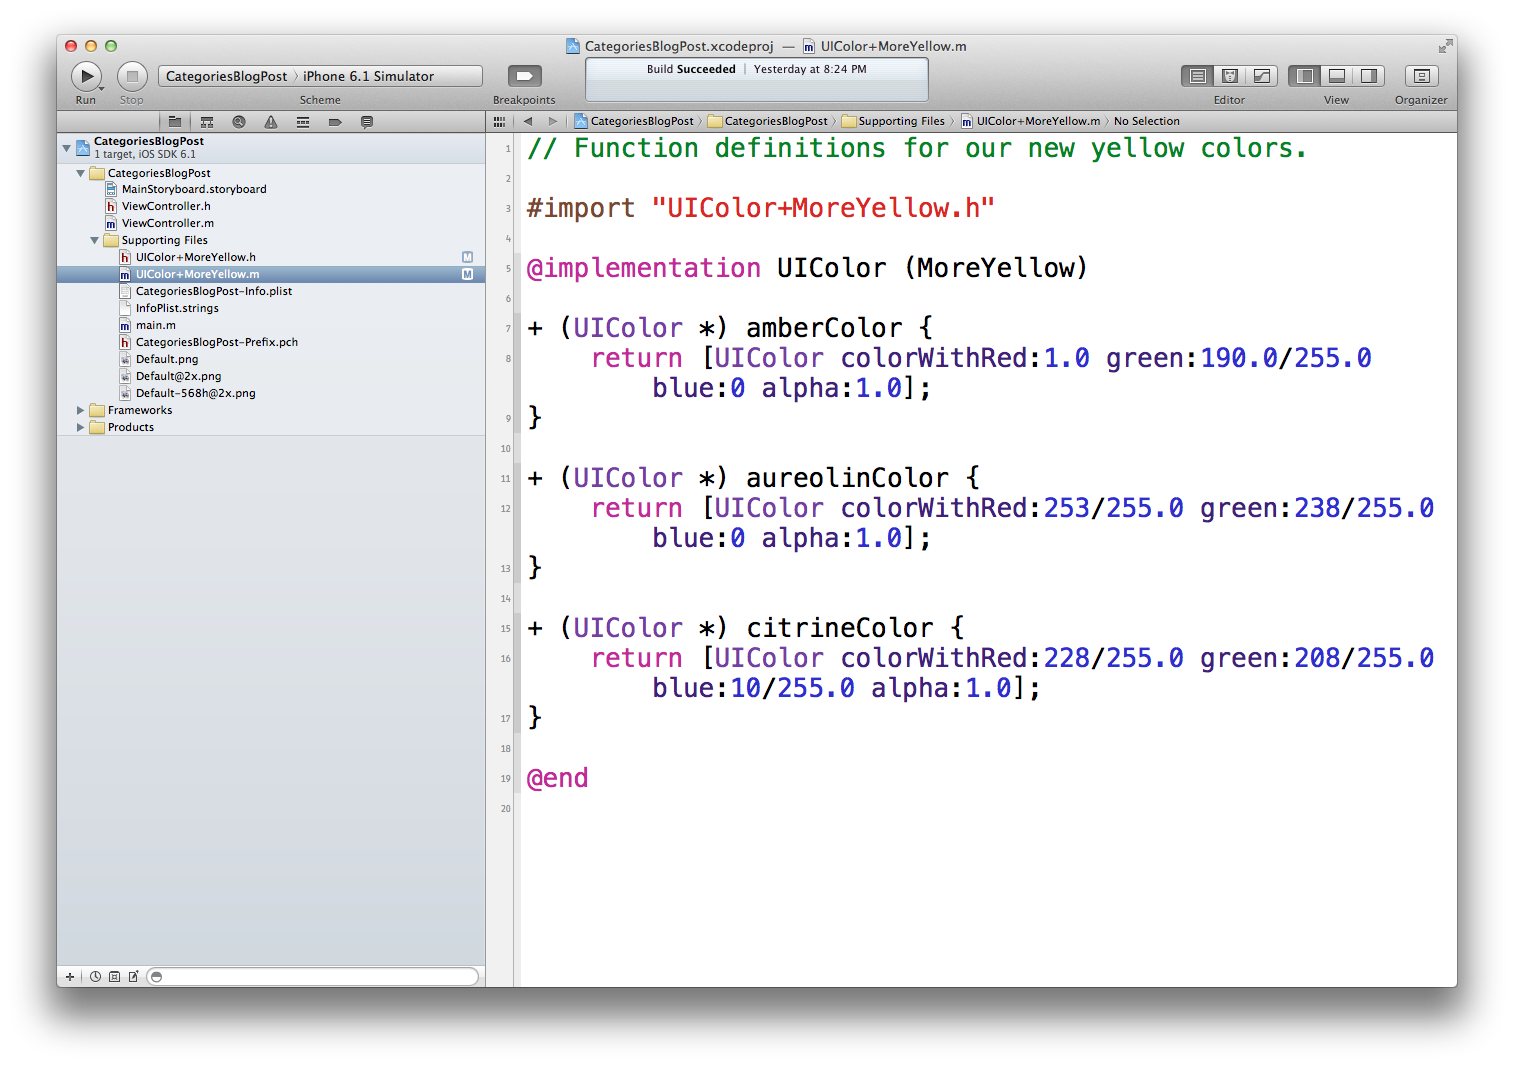 CategoriesBlogPost.xcodeproj — UIColor+MoreYellow.m
CategoriesBlogPost iPhone 6.1 Simulator
Build Succeeded Yesterday at 8:24 PM
Run Stop Scheme Breakpoints Editor View Organizer
CategoriesBlogPost CategoriesBlogPost Supporting Files UIColor+MoreYellow.m No Selection
CategoriesBlogPost
1 target, iOS SDK 6.1
CategoriesBlogPost
MainStoryboard.storyboard
h ViewController.h
m ViewController.m
Supporting Files
h UIColor+MoreYellow.h M
m UIColor+MoreYellow.m M
CategoriesBlogPost-Info.plist
InfoPlist.strings
m main.m
h CategoriesBlogPost-Prefix.pch
Default.png
Default@2x.png
Default-568h@2x.png
Frameworks
Products
1 // Function definitions for our new yellow colors.
2
3 #import "UIColor+MoreYellow.h"
4
5 @implementation UIColor (MoreYellow)
6
7 + (UIColor *) amberColor {
8 return [UIColor colorWithRed:1.0 green:190.0/255.0
blue:0 alpha:1.0];
9 }
10
11 + (UIColor *) aureolinColor {
12 return [UIColor colorWithRed:253/255.0 green:238/255.0
blue:0 alpha:1.0];
13 }
14
15 + (UIColor *) citrineColor {
16 return [UIColor colorWithRed:228/255.0 green:208/255.0
blue:10/255.0 alpha:1.0];
17 }
18
19 @end
20